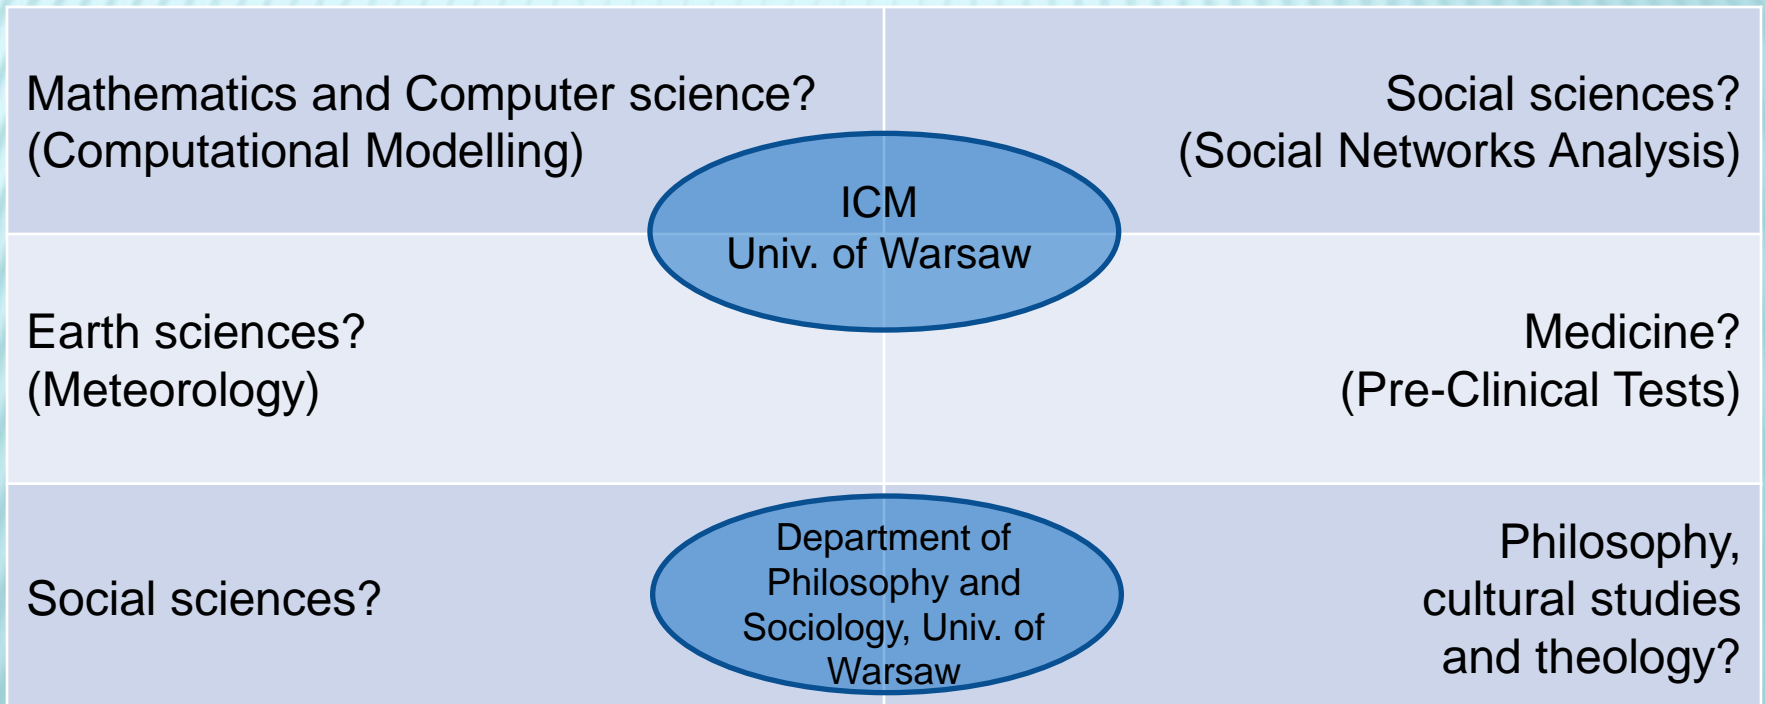 Mathematics and Computer science?
(Computational Modelling)
Social sciences?
(Social Networks Analysis)
ICM
Univ. of Warsaw
Earth sciences?
(Meteorology)
Medicine?
(Pre-Clinical Tests)
Social sciences?
Department of
Philosophy and
Sociology, Univ. of
Warsaw
Philosophy,
cultural studies
and theology?